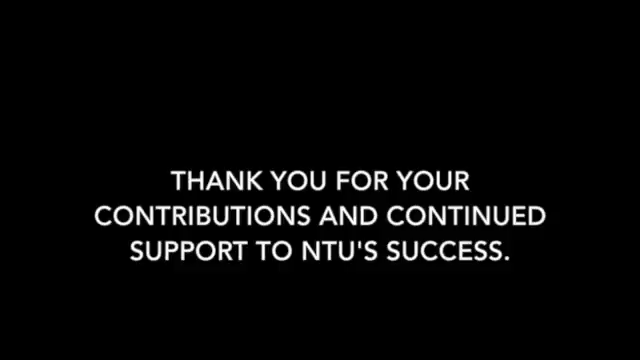 THANK YOU FOR YOUR
CONTRIBUTIONS AND CONTINUED
SUPPORT TO NTU'S SUCCESS.